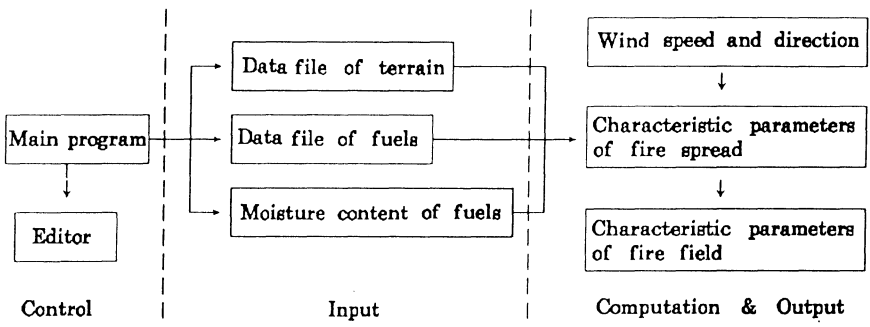 Main program
Editor
Control
Data file of terrain
Data file of fuels
Moisture content of fuels
Input
Wind speed and direction
Characteristic parameters
of fire spread
Characteristic parameters
of fire field
Computation & Output